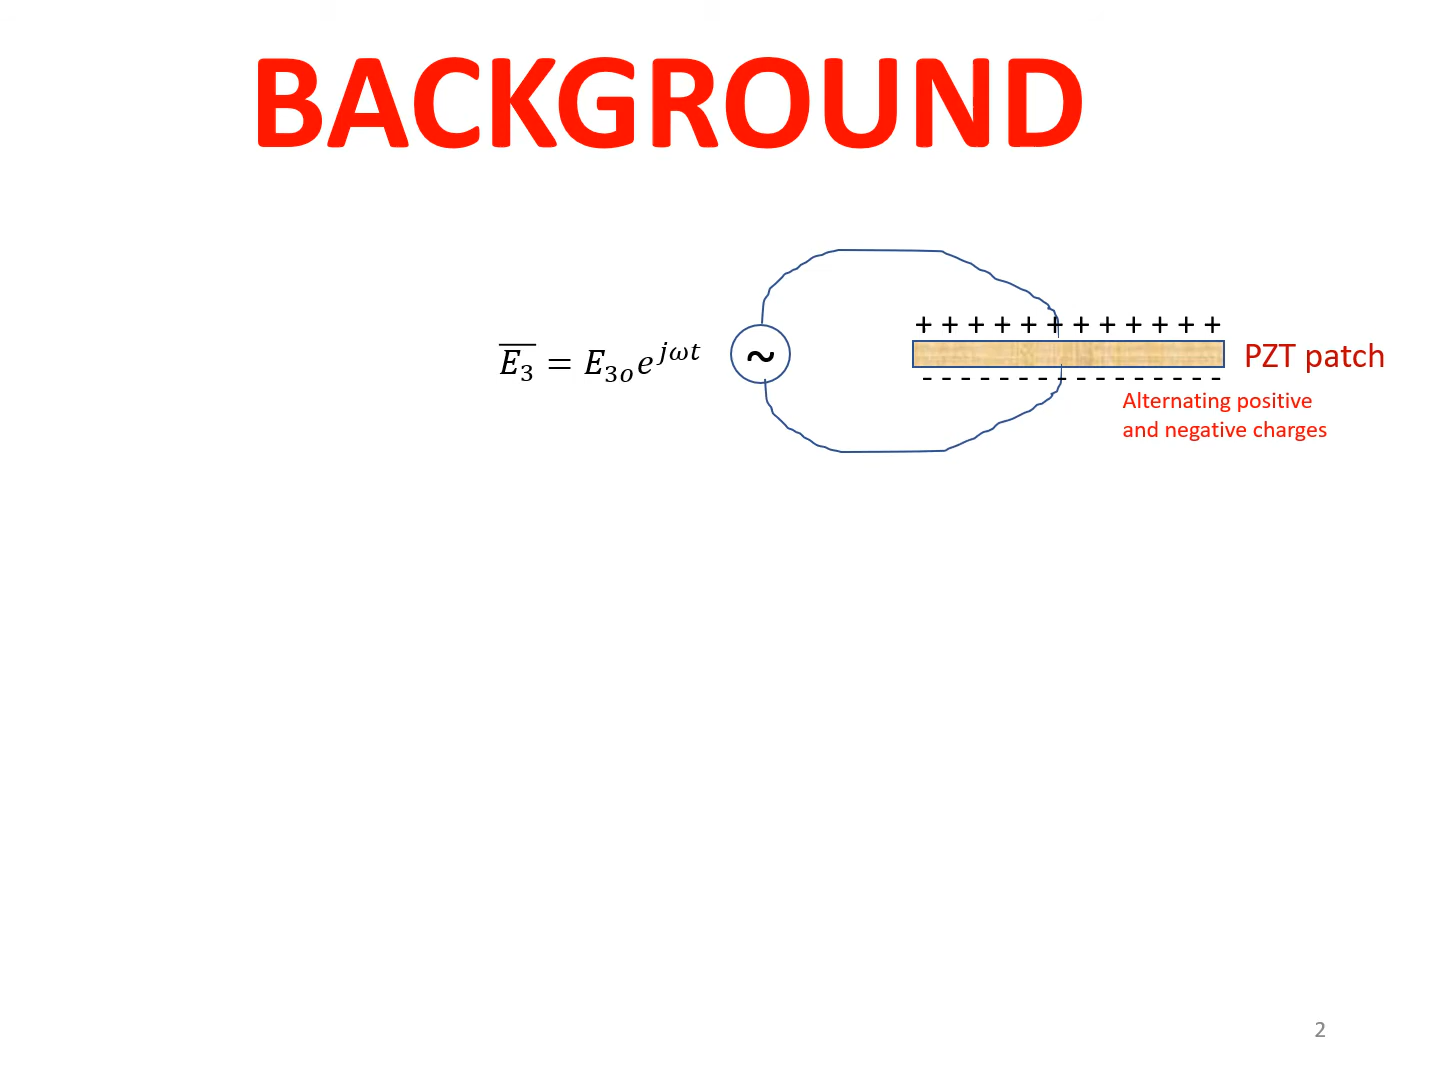 BACKGROUND
+ + + + + + + + + + + +
$\overline{E_3} = E_{3o}e^{j\omega t}$
~
PZT patch
- - - - - - - - - - - - - - - -
Alternating positive
and negative charges
2